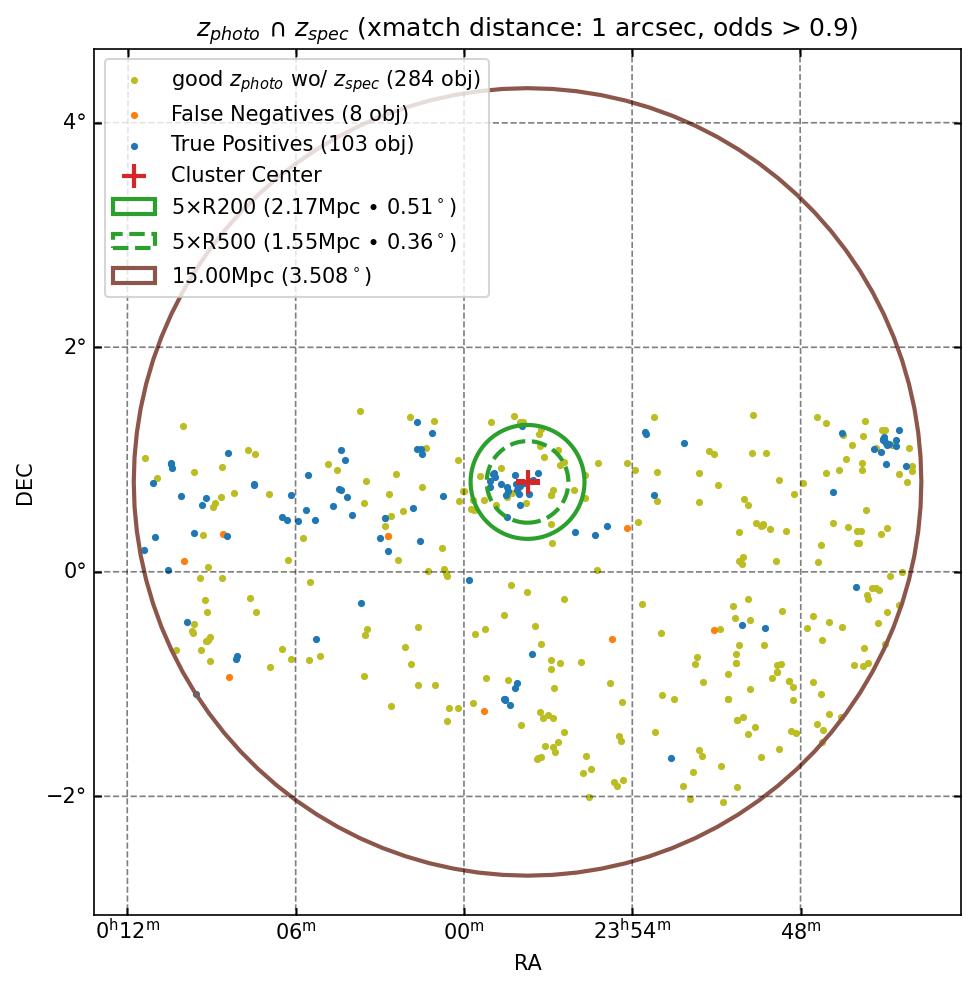 z_photo ∩ z_spec (xmatch distance: 1 arcsec, odds > 0.9)
good z_photo wo/ z_spec (284 obj)
False Negatives (8 obj)
True Positives (103 obj)
Cluster Center
5×R200 (2.17Mpc • 0.51°)
5×R500 (1.55Mpc • 0.36°)
15.00Mpc (3.508°)
4°
2°
0°
−2°
DEC
0h12m 06m 00m 23h54m 48m
RA